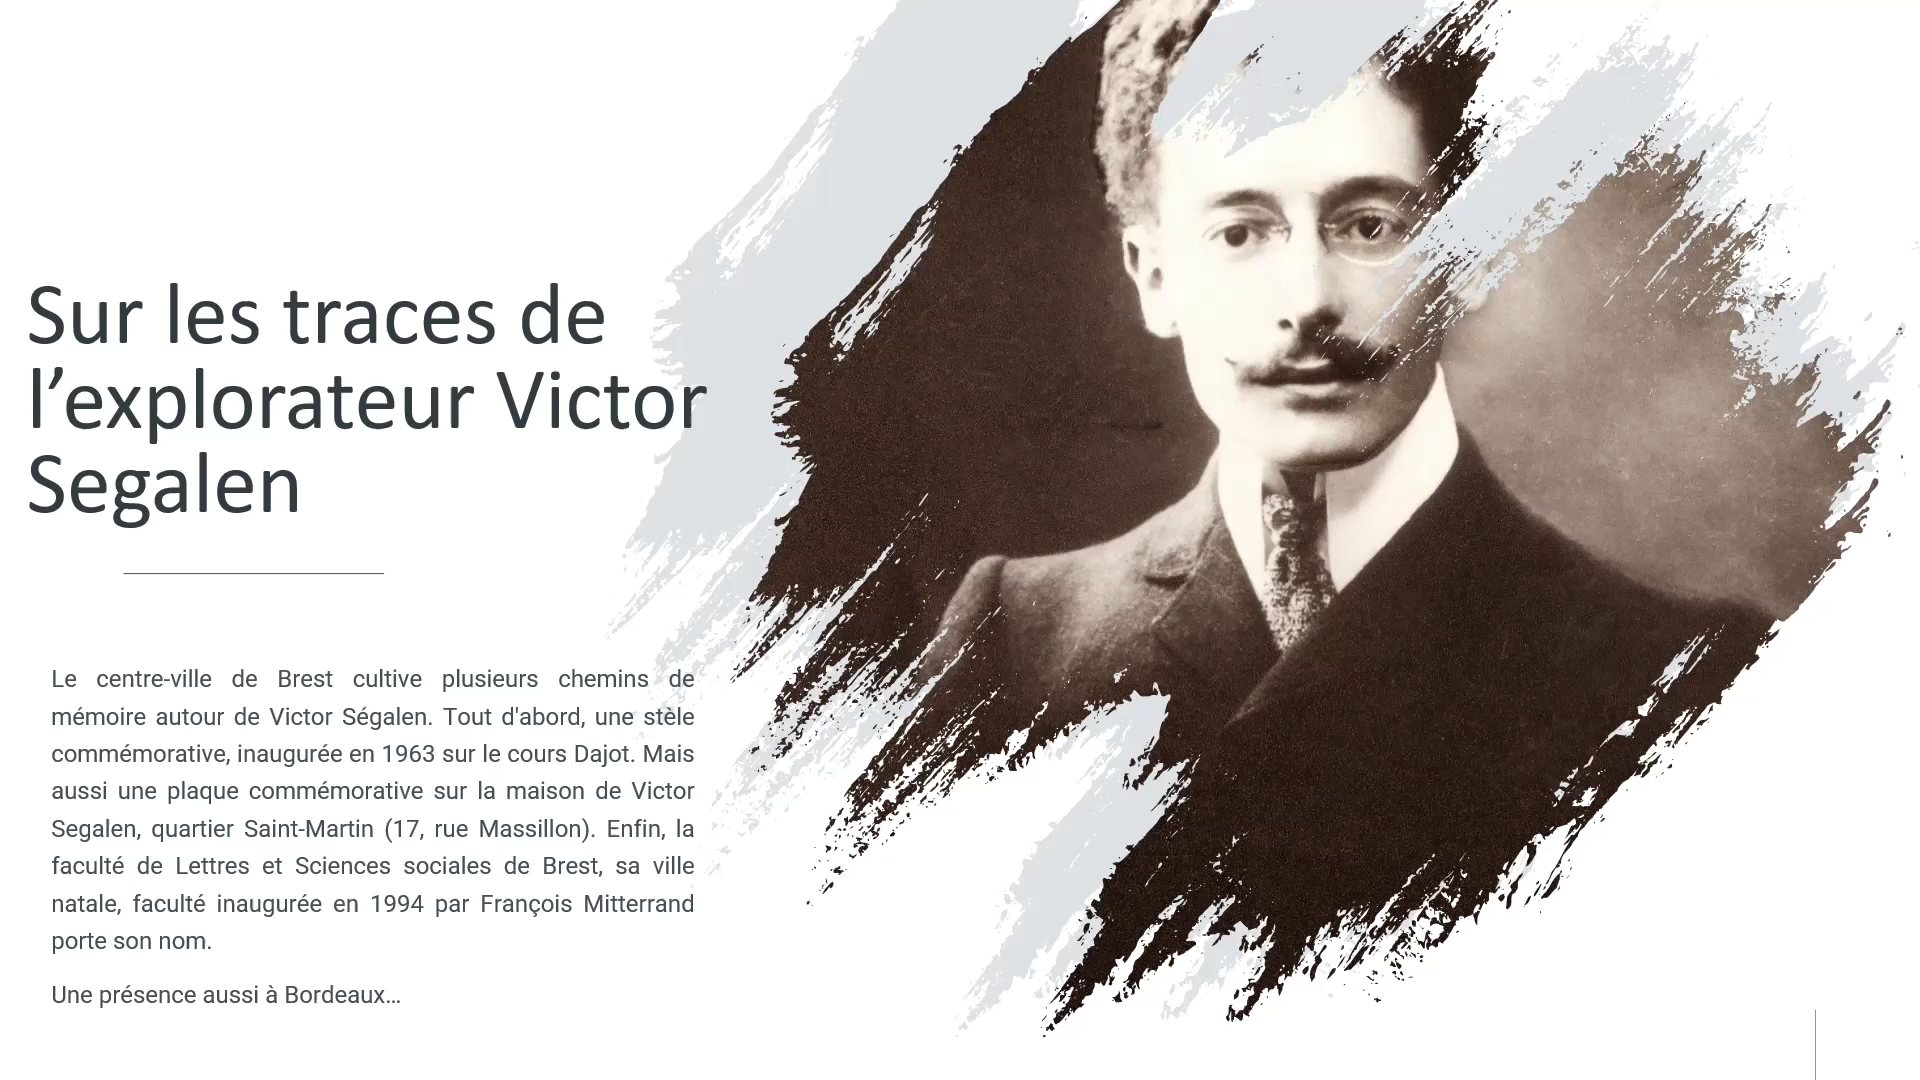 Sur les traces de
l’explorateur Victor
Segalen
Le centre-ville de Brest cultive plusieurs chemins de
mémoire autour de Victor Ségalen. Tout d'abord, une stèle
commémorative, inaugurée en 1963 sur le cours Dajot. Mais
aussi une plaque commémorative sur la maison de Victor
Segalen, quartier Saint-Martin (17, rue Massillon). Enfin, la
faculté de Lettres et Sciences sociales de Brest, sa ville
natale, faculté inaugurée en 1994 par François Mitterrand
porte son nom.
Une présence aussi à Bordeaux…